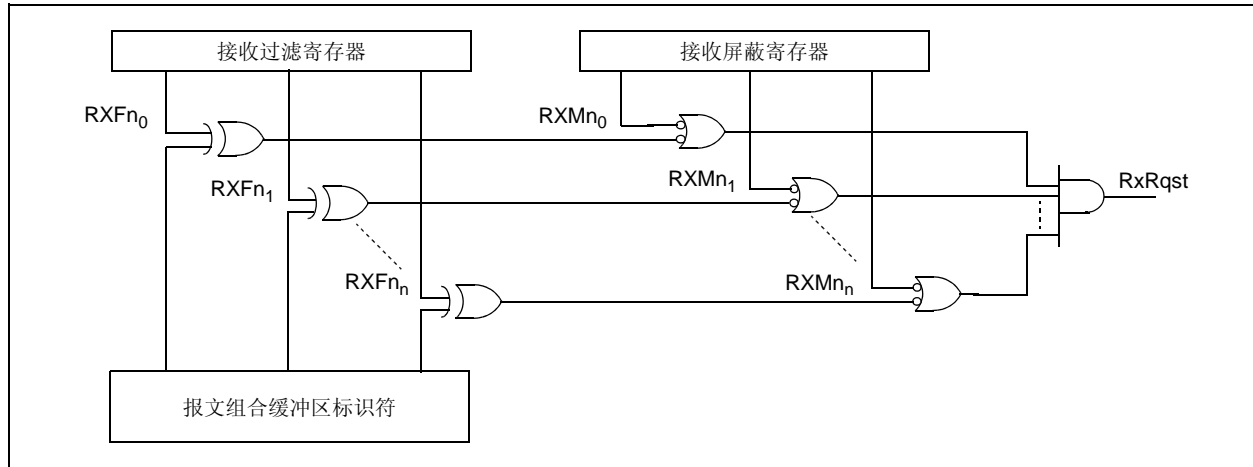 接收过滤寄存器
接收屏蔽寄存器
RXFn0
RXMn0
RXFn1
RXMn1
RxRqst
RXFnn
RXMnn
报文组合缓冲区标识符